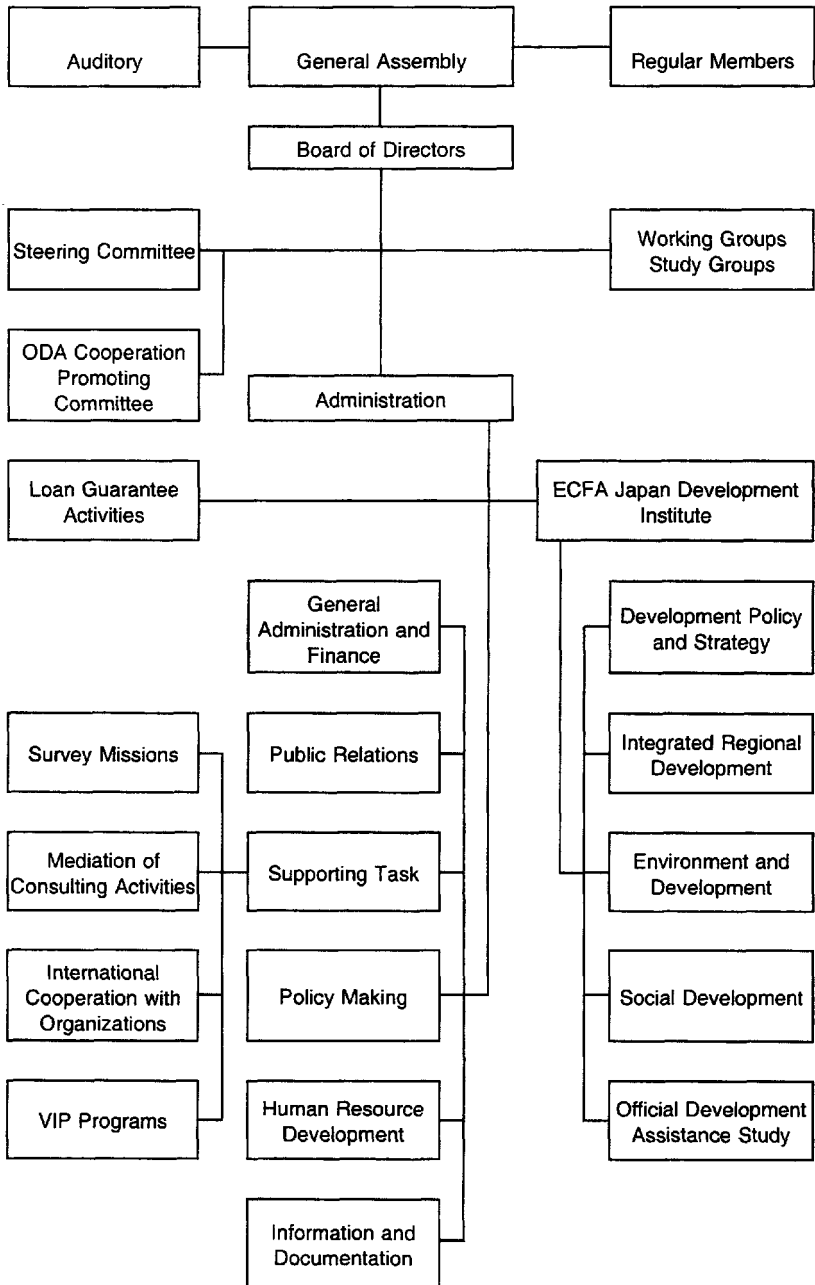 Auditory
General Assembly
Regular Members
Board of Directors
Steering Committee
Working Groups
Study Groups
ODA Cooperation
Promoting
Committee
Administration
Loan Guarantee
Activities
ECFA Japan Development
Institute
General
Administration and
Finance
Development Policy
and Strategy
Survey Missions
Public Relations
Integrated Regional
Development
Mediation of
Consulting Activities
Supporting Task
Environment and
Development
International
Cooperation with
Organizations
Policy Making
Social Development
VIP Programs
Human Resource
Development
Official Development
Assistance Study
Information and
Documentation